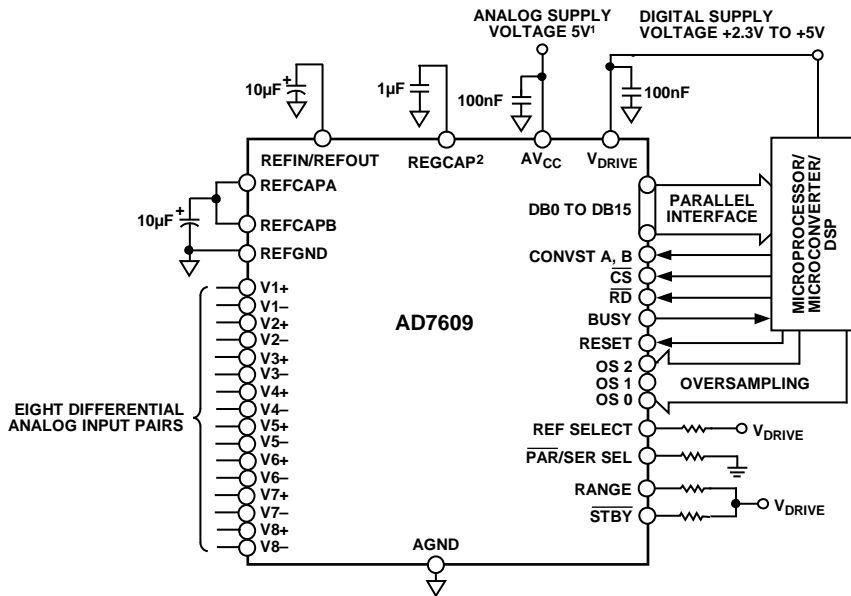 ANALOG SUPPLY
VOLTAGE 5V¹
DIGITAL SUPPLY
VOLTAGE +2.3V TO +5V
10µF
+
1µF
100nF
100nF
REFIN/REFOUT
REGCAP²
AVCC
VDRIVE
REFCAPA
10µF
+
REFCAPB
REFGND
DB0 TO DB15
PARALLEL
INTERFACE
MICROPROCESSOR/
MICROCONVERTER/
DSP
CONVST A, B
CS
RD
BUSY
RESET
OS 2
OS 1
OS 0
OVERSAMPLING
AD7609
V1+
V1–
V2+
V2–
V3+
V3–
V4+
V4–
V5+
V5–
V6+
V6–
V7+
V7–
V8+
V8–
EIGHT DIFFERENTIAL
ANALOG INPUT PAIRS
REF SELECT
VDRIVE
PAR/SER SEL
RANGE
STBY
VDRIVE
AGND